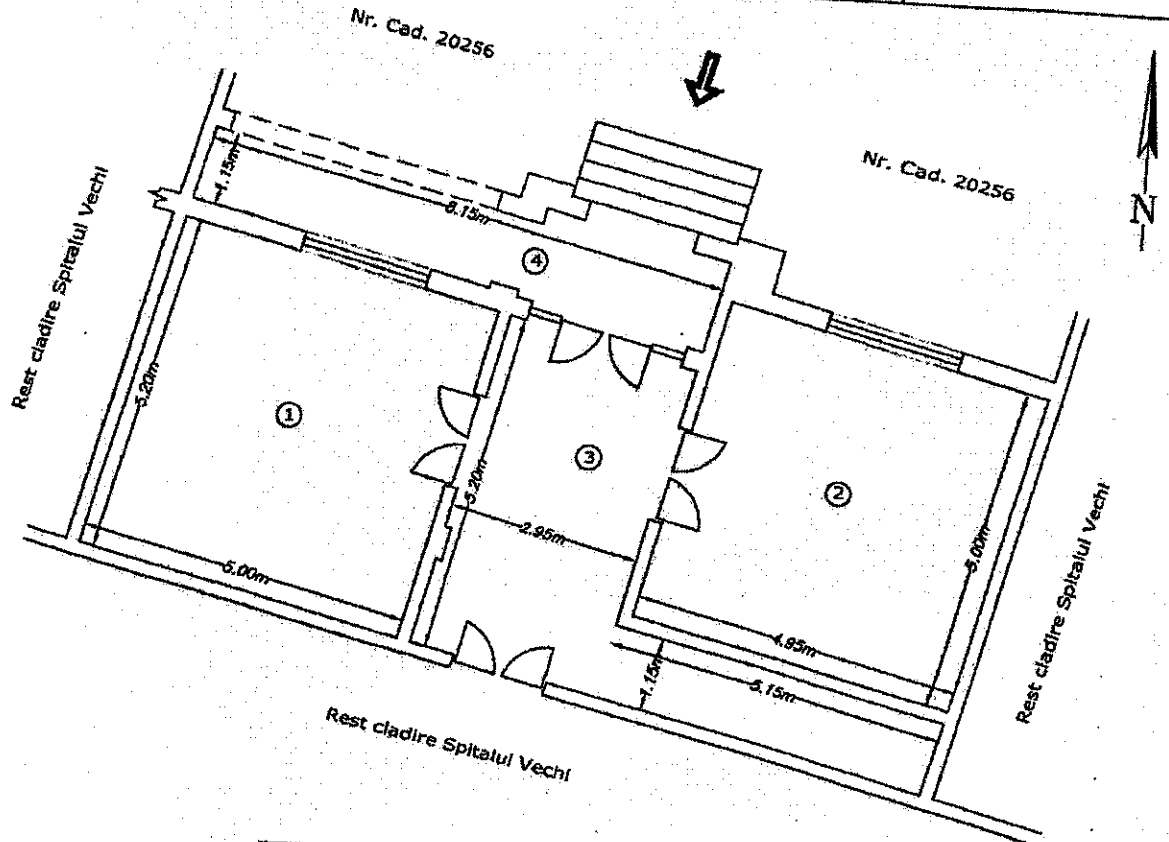 Nr. Cad. 20256
Nr. Cad. 20256
N
Rest cladire Spitalul Vechi
1.15m
8.15m
4
5.20m
1
5.00m
3
5.20m
2.95m
2
5.00m
4.95m
1.15m
5.15m
Rest cladire Spitalul Vechi
Rest cladire Spitalul Vechi